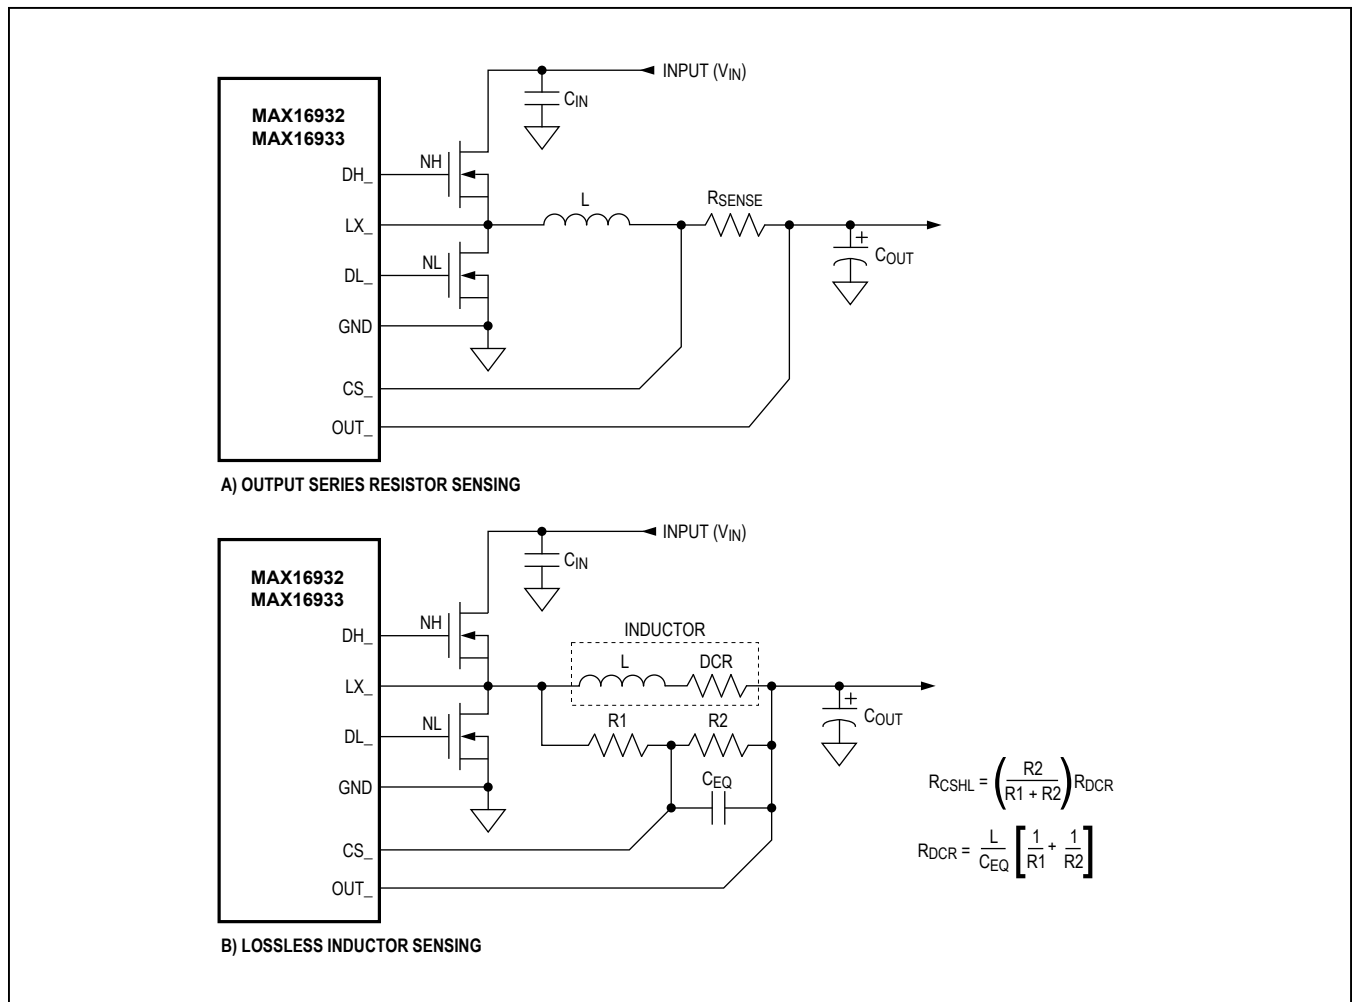 INPUT (VIN)
CIN
MAX16932
MAX16933
NH
DH_
L
RSENSE
LX_
+
COUT
NL
DL_
GND
CS_
OUT_
A) OUTPUT SERIES RESISTOR SENSING
INPUT (VIN)
CIN
MAX16932
MAX16933
NH
DH_
INDUCTOR
L DCR
LX_
+
COUT
R1 R2
NL
DL_
CEQ
GND
RCSHL = (R2 / (R1 + R2)) RDCR
CS_
RDCR = L / CEQ [1 / R1 + 1 / R2]
OUT_
B) LOSSLESS INDUCTOR SENSING